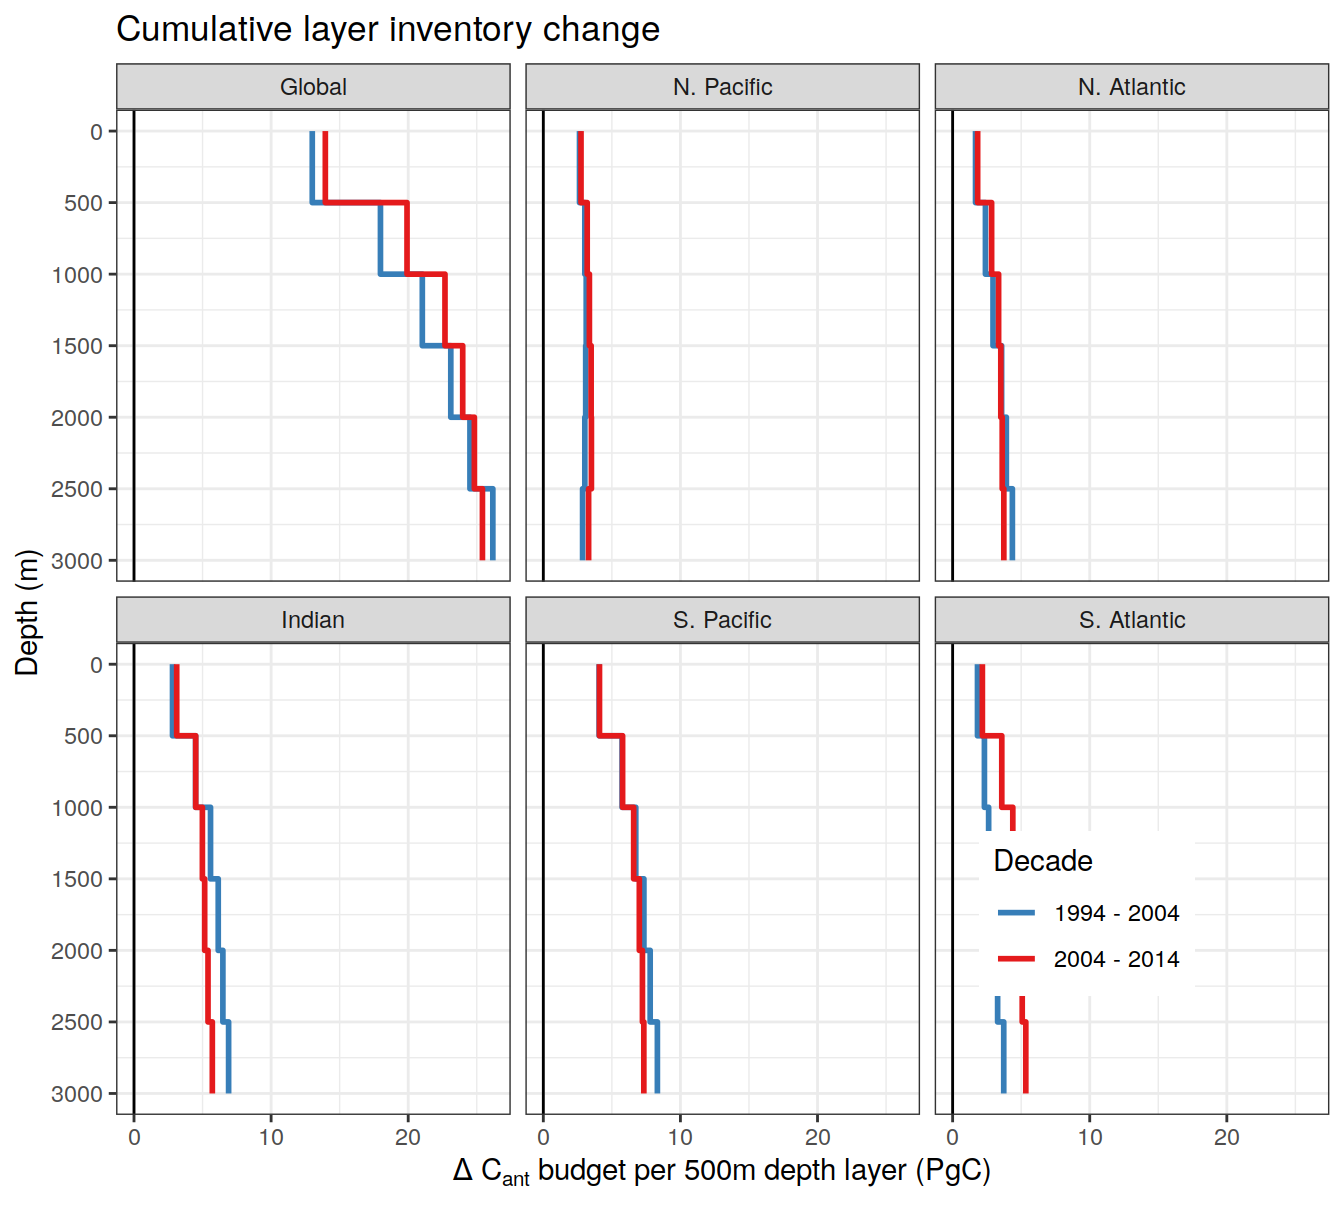 Cumulative layer inventory change
Global
N. Pacific
N. Atlantic
0
500
1000
1500
2000
2500
3000
Depth (m)
Indian
S. Pacific
S. Atlantic
0
500
1000
1500
2000
2500
3000
Decade
1994 - 2004
2004 - 2014
0 10 20
0 10 20
0 10 20
Δ Cant budget per 500m depth layer (PgC)